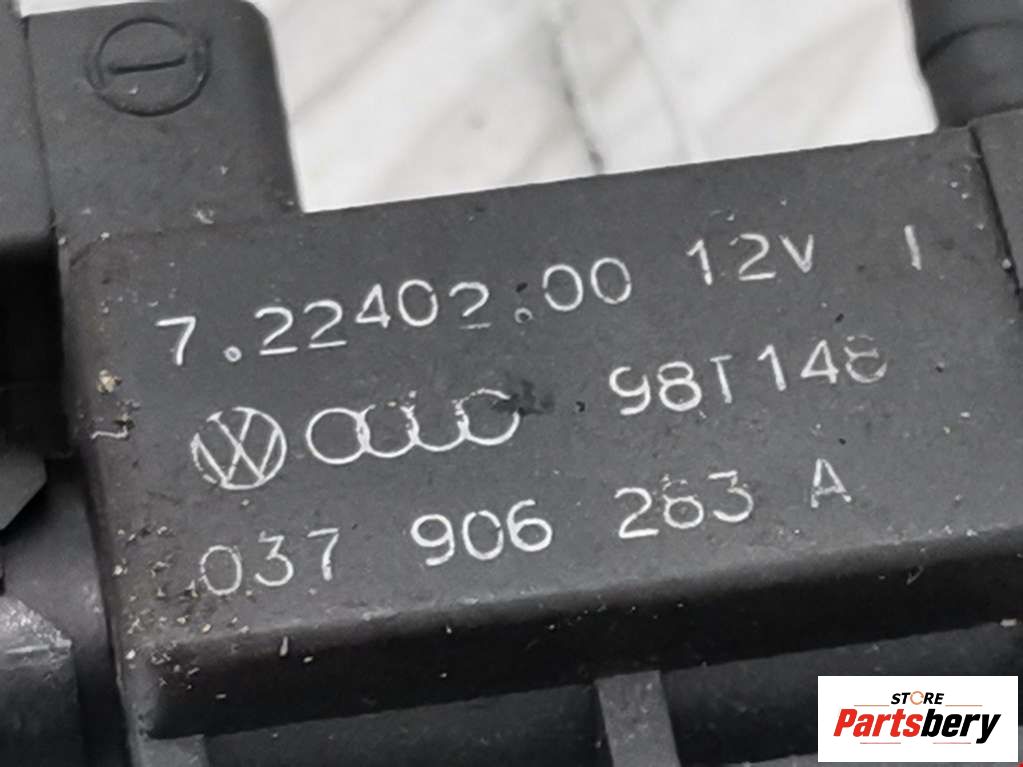 7.22402.00 12V I
98T148
037 906 283 A
STORE
Partsbery